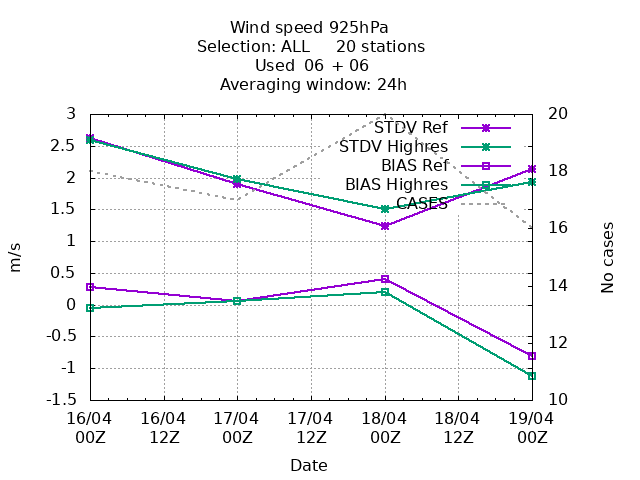 Wind speed 925hPa
Selection: ALL 20 stations
Used 06 + 06
Averaging window: 24h
3
2.5
2
1.5
1
0.5
0
-0.5
-1
-1.5
m/s
20
18
16
14
12
10
No cases
STDV Ref
STDV Highres
BIAS Ref
BIAS Highres
CASES
16/04 16/04 17/04 17/04 18/04 18/04 19/04
00Z 12Z 00Z 12Z 00Z 12Z 00Z
Date